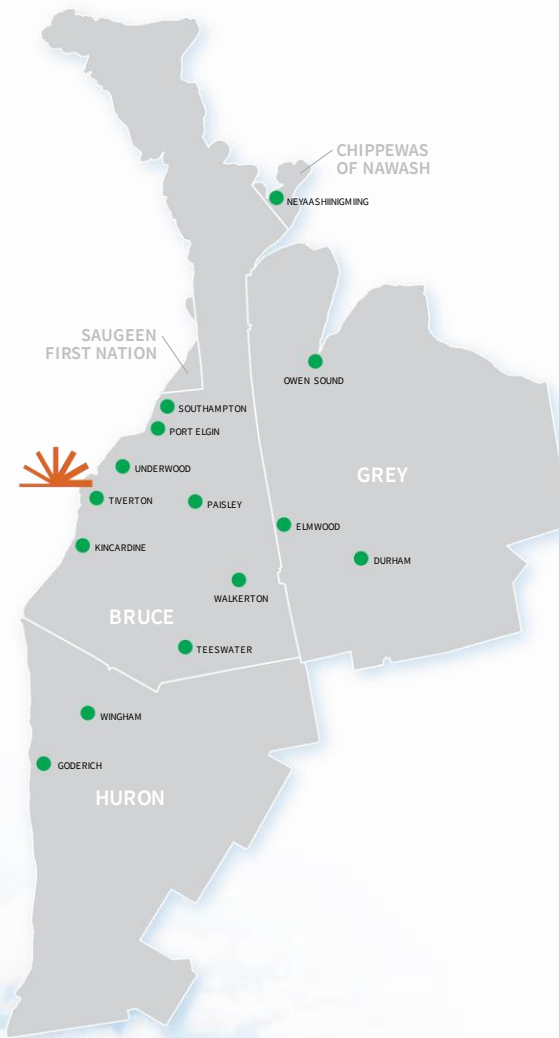 CHIPPEWAS
OF NAWASH
NEYAASHIINIGMIING
SAUGEEN
FIRST NATION
OWEN SOUND
SOUTHAMPTON
PORT ELGIN
UNDERWOOD
GREY
TIVERTON
PAISLEY
ELMWOOD
KINCARDINE
DURHAM
WALKERTON
BRUCE
TEESWATER
WINGHAM
GODERICH
HURON